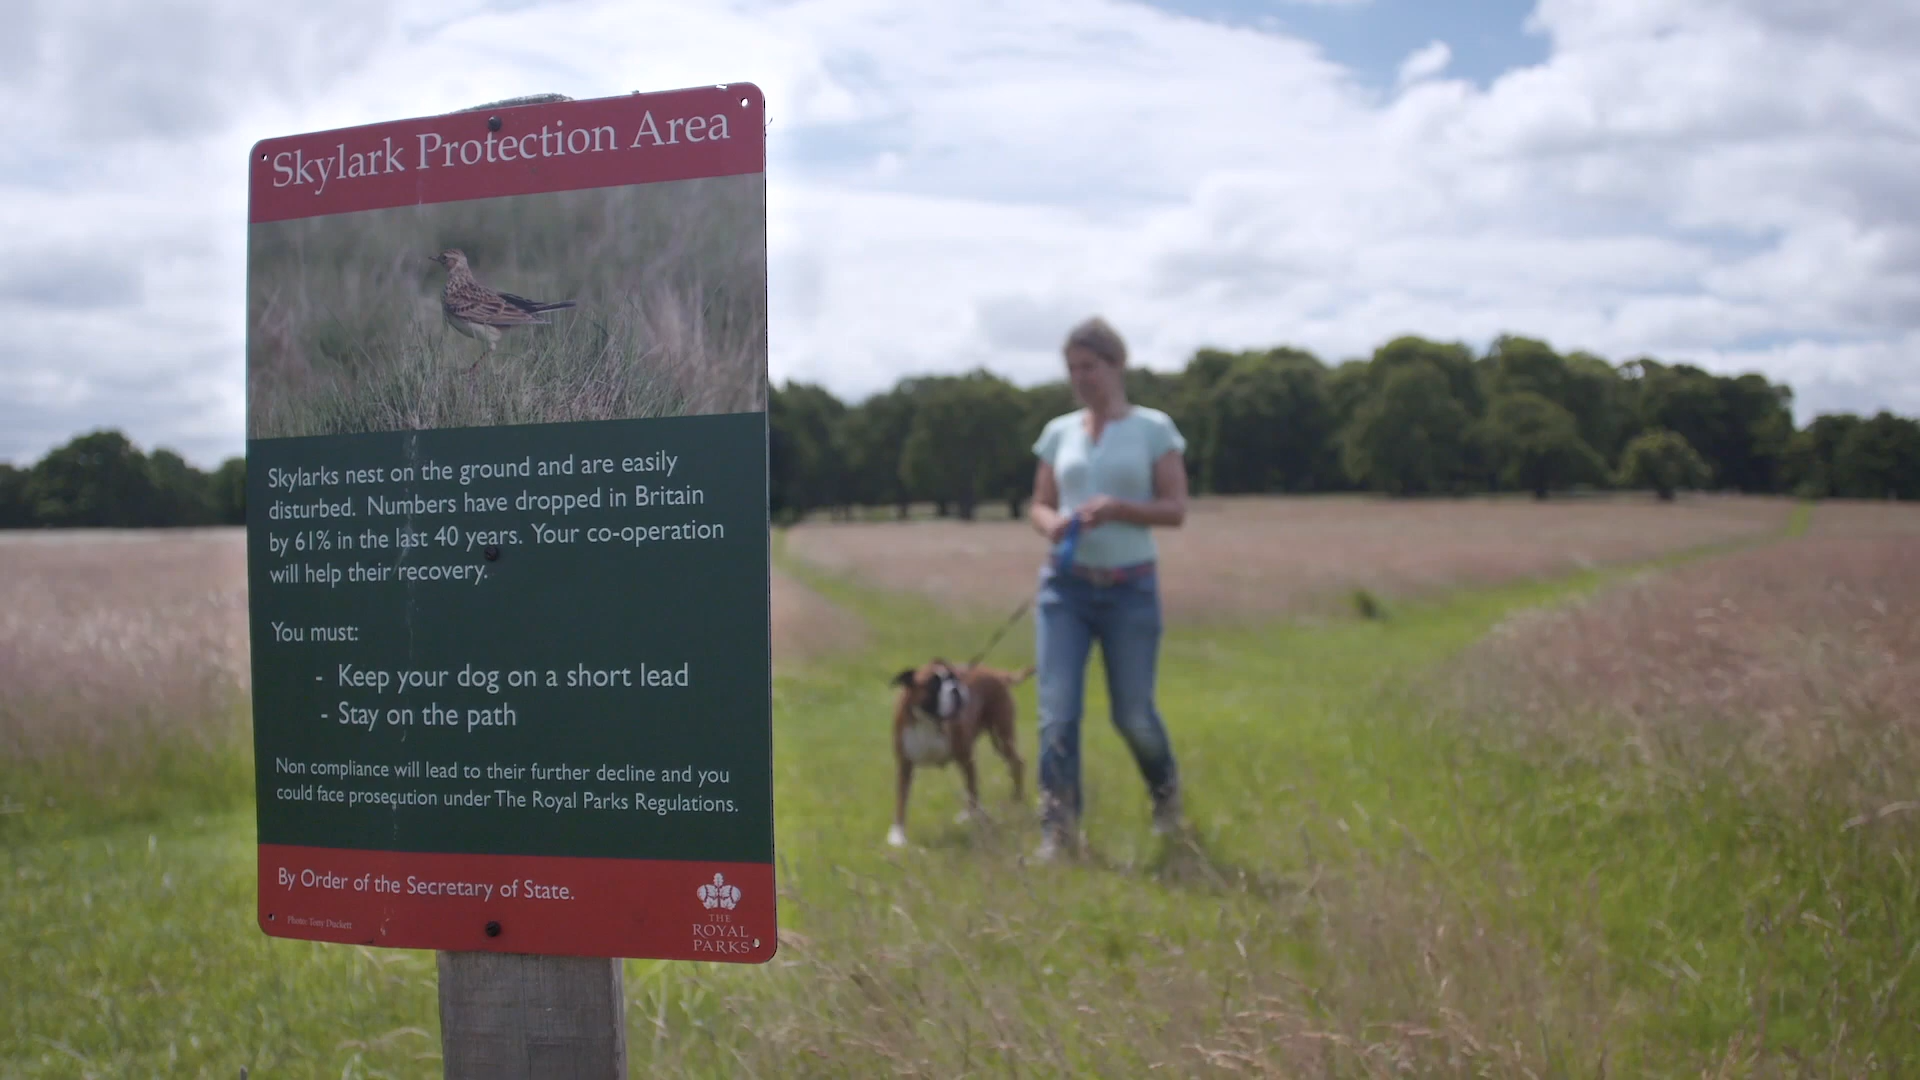 Skylark Protection Area
Skylarks nest on the ground and are easily
disturbed. Numbers have dropped in Britain
by 61% in the last 40 years. Your co-operation
will help their recovery.
You must:
- Keep your dog on a short lead
- Stay on the path
Non compliance will lead to their further decline and you
could face prosecution under The Royal Parks Regulations.
By Order of the Secretary of State.
Photo: Tony Duckett
THE
ROYAL
PARKS